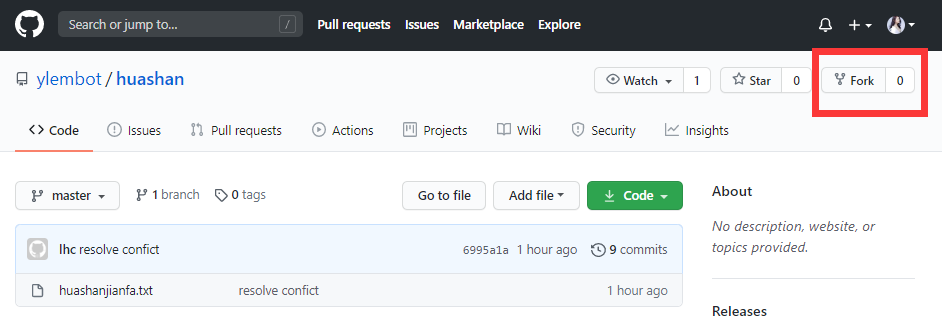 Search or jump to... / Pull requests Issues Marketplace Explore
ylembot / huashan Watch 1 Star 0 Fork 0
Code Issues Pull requests Actions Projects Wiki Security Insights
master 1 branch 0 tags Go to file Add file Code About
No description, website, or
topics provided.
lhc resolve confict 6995a1a 1 hour ago 9 commits
huashanjianfa.txt resolve confict 1 hour ago
Releases